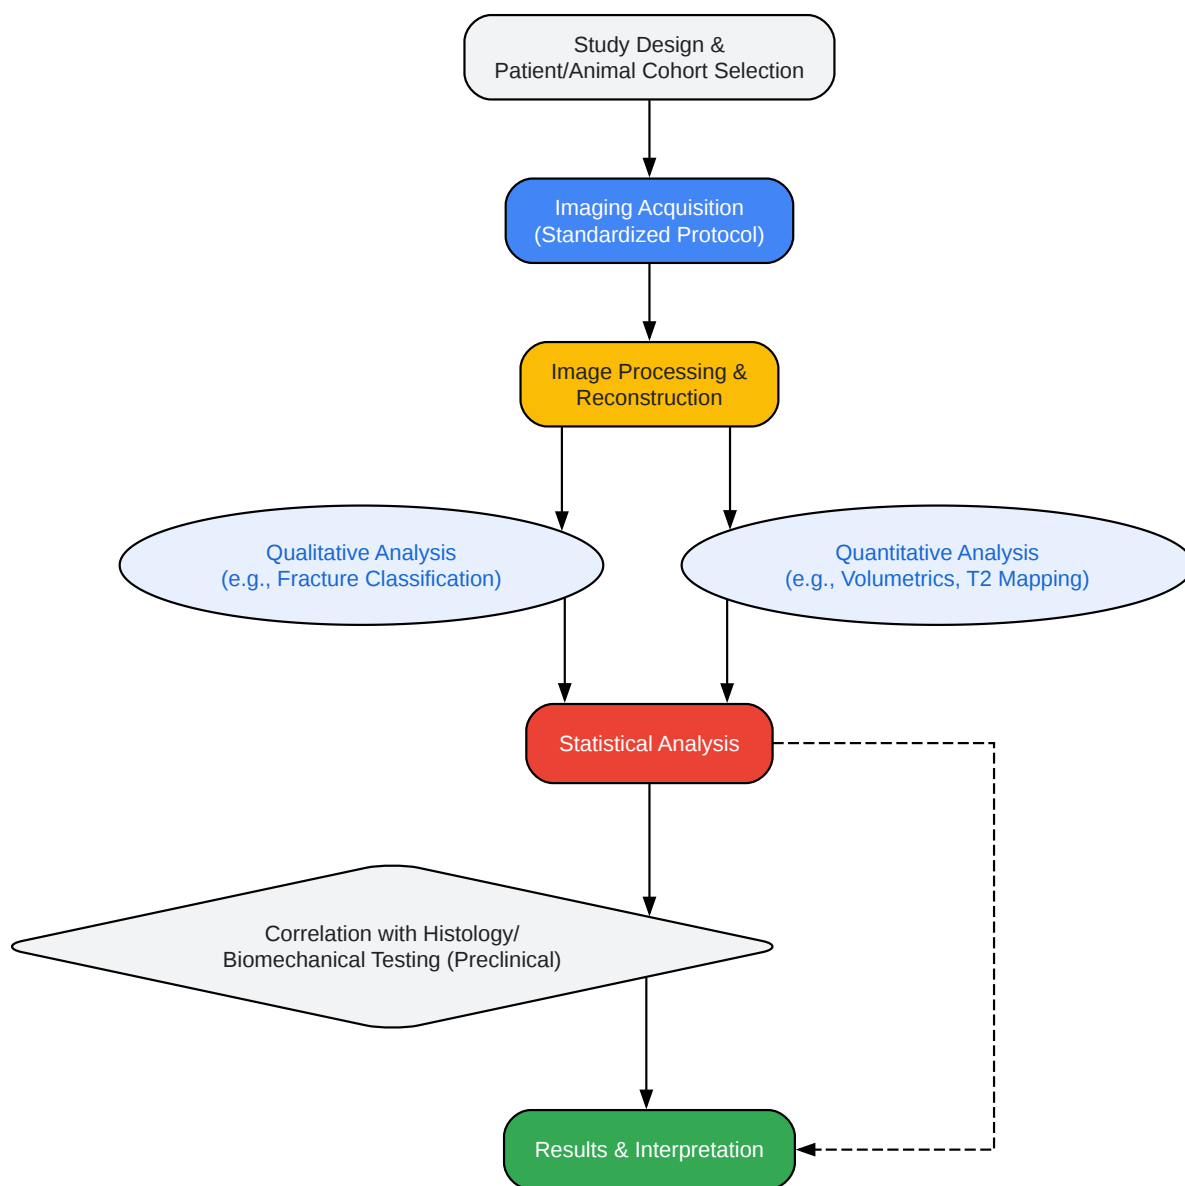 Study Design &
Patient/Animal Cohort Selection
Imaging Acquisition
(Standardized Protocol)
Image Processing &
Reconstruction
Qualitative Analysis
(e.g., Fracture Classification)
Quantitative Analysis
(e.g., Volumetrics, T2 Mapping)
Statistical Analysis
Correlation with Histology/
Biomechanical Testing (Preclinical)
Results & Interpretation